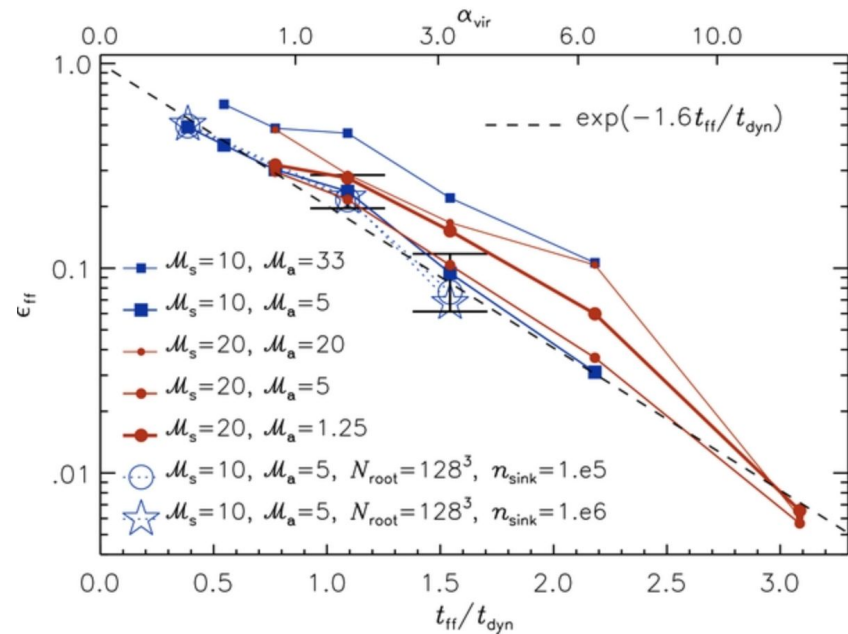 α_vir
0.0 1.0 3.0 6.0 10.0
1.0
exp(−1.6t_ff/t_dyn)
ϵ_ff
0.1
ℳ_s=10, ℳ_a=33
ℳ_s=10, ℳ_a=5
ℳ_s=20, ℳ_a=20
ℳ_s=20, ℳ_a=5
ℳ_s=20, ℳ_a=1.25
.01
ℳ_s=10, ℳ_a=5, N_root=128³, n_sink=1.e5
ℳ_s=10, ℳ_a=5, N_root=128³, n_sink=1.e6
0.0 0.5 1.0 1.5 2.0 2.5 3.0
t_ff/t_dyn